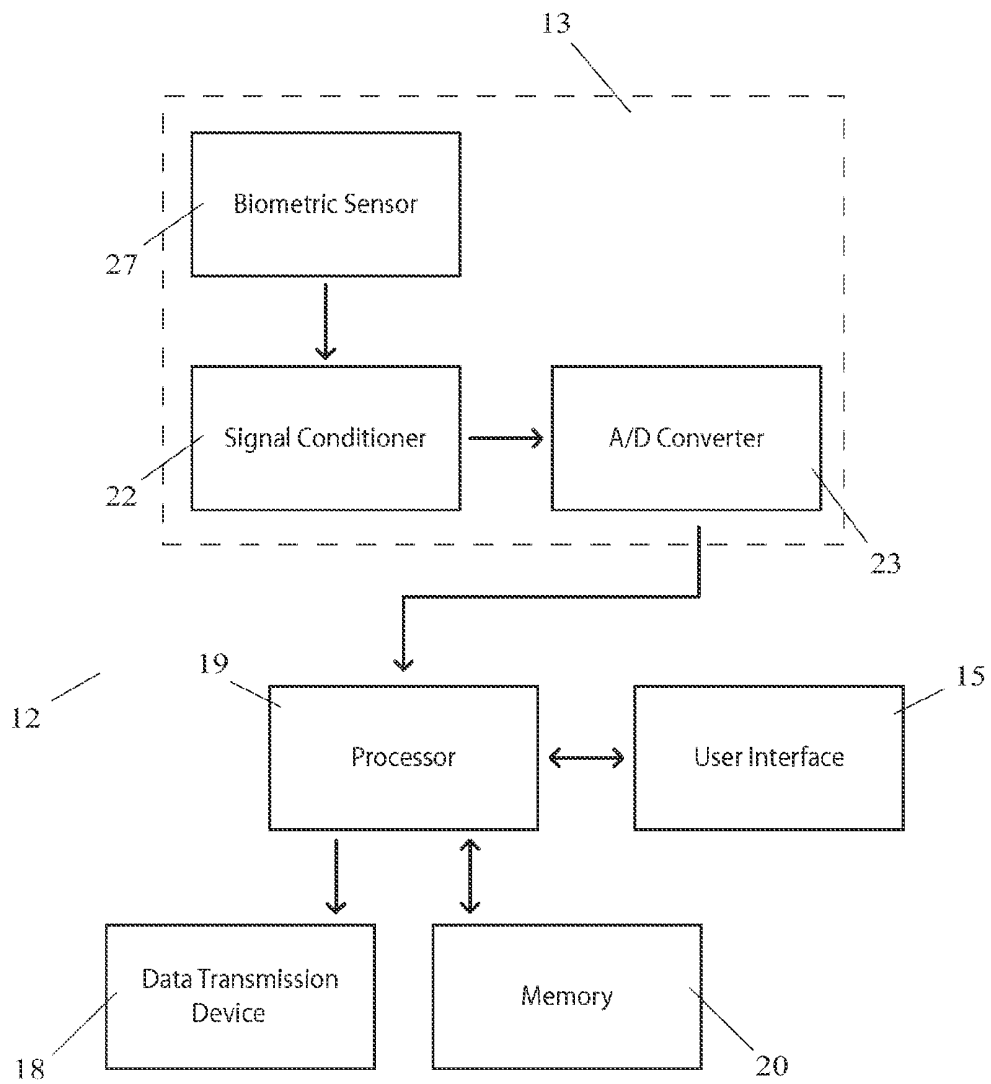 13
Biometric Sensor
27
Signal Conditioner
A/D Converter
22
23
19
15
12
Processor
User Interface
Data Transmission
Device
Memory
18
20